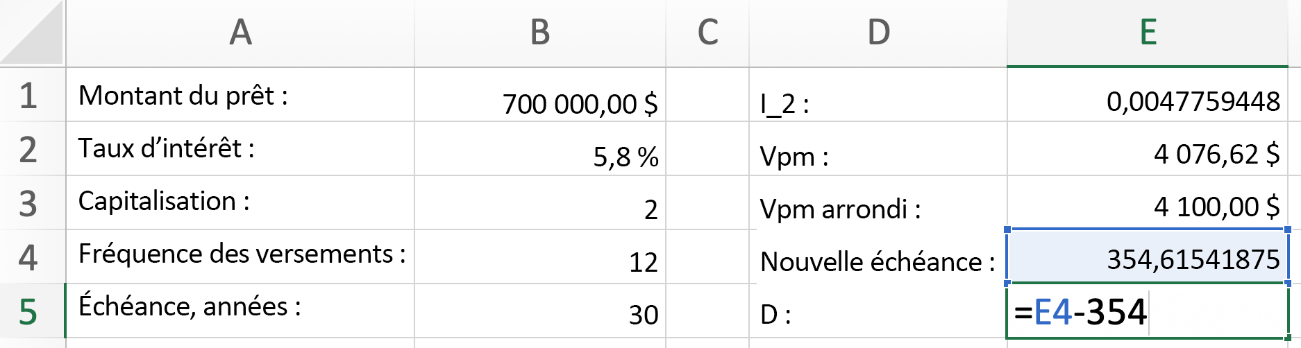 A B C D E
1 Montant du prêt : 700 000,00 $ I_2 : 0,0047759448
2 Taux d’intérêt : 5,8 % Vpm : 4 076,62 $
3 Capitalisation : 2 Vpm arrondi : 4 100,00 $
4 Fréquence des versements : 12 Nouvelle échéance : 354,61541875
5 Échéance, années : 30 D : =E4-354